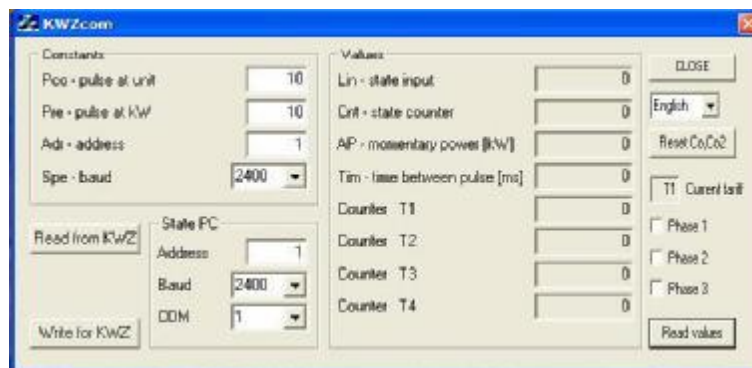 KWZcom
Constants
Poo - pulse at unit 10
Pre - pulse at kW 10
Adr - address 1
Spe - baud 2400
Read from KWZ
Write for KWZ
State PC
Address 1
Baud 2400
COM 1
Values
Lin - state input 0
Cnt - state counter 0
AP - momentary power [kW] 0
Tim - time between pulse [ms] 0
Counter T1 0
Counter T2 0
Counter T3 0
Counter T4 0
CLOSE
English
Reset Co,Co2
T1 Current tariff
Phase 1
Phase 2
Phase 3
Read values